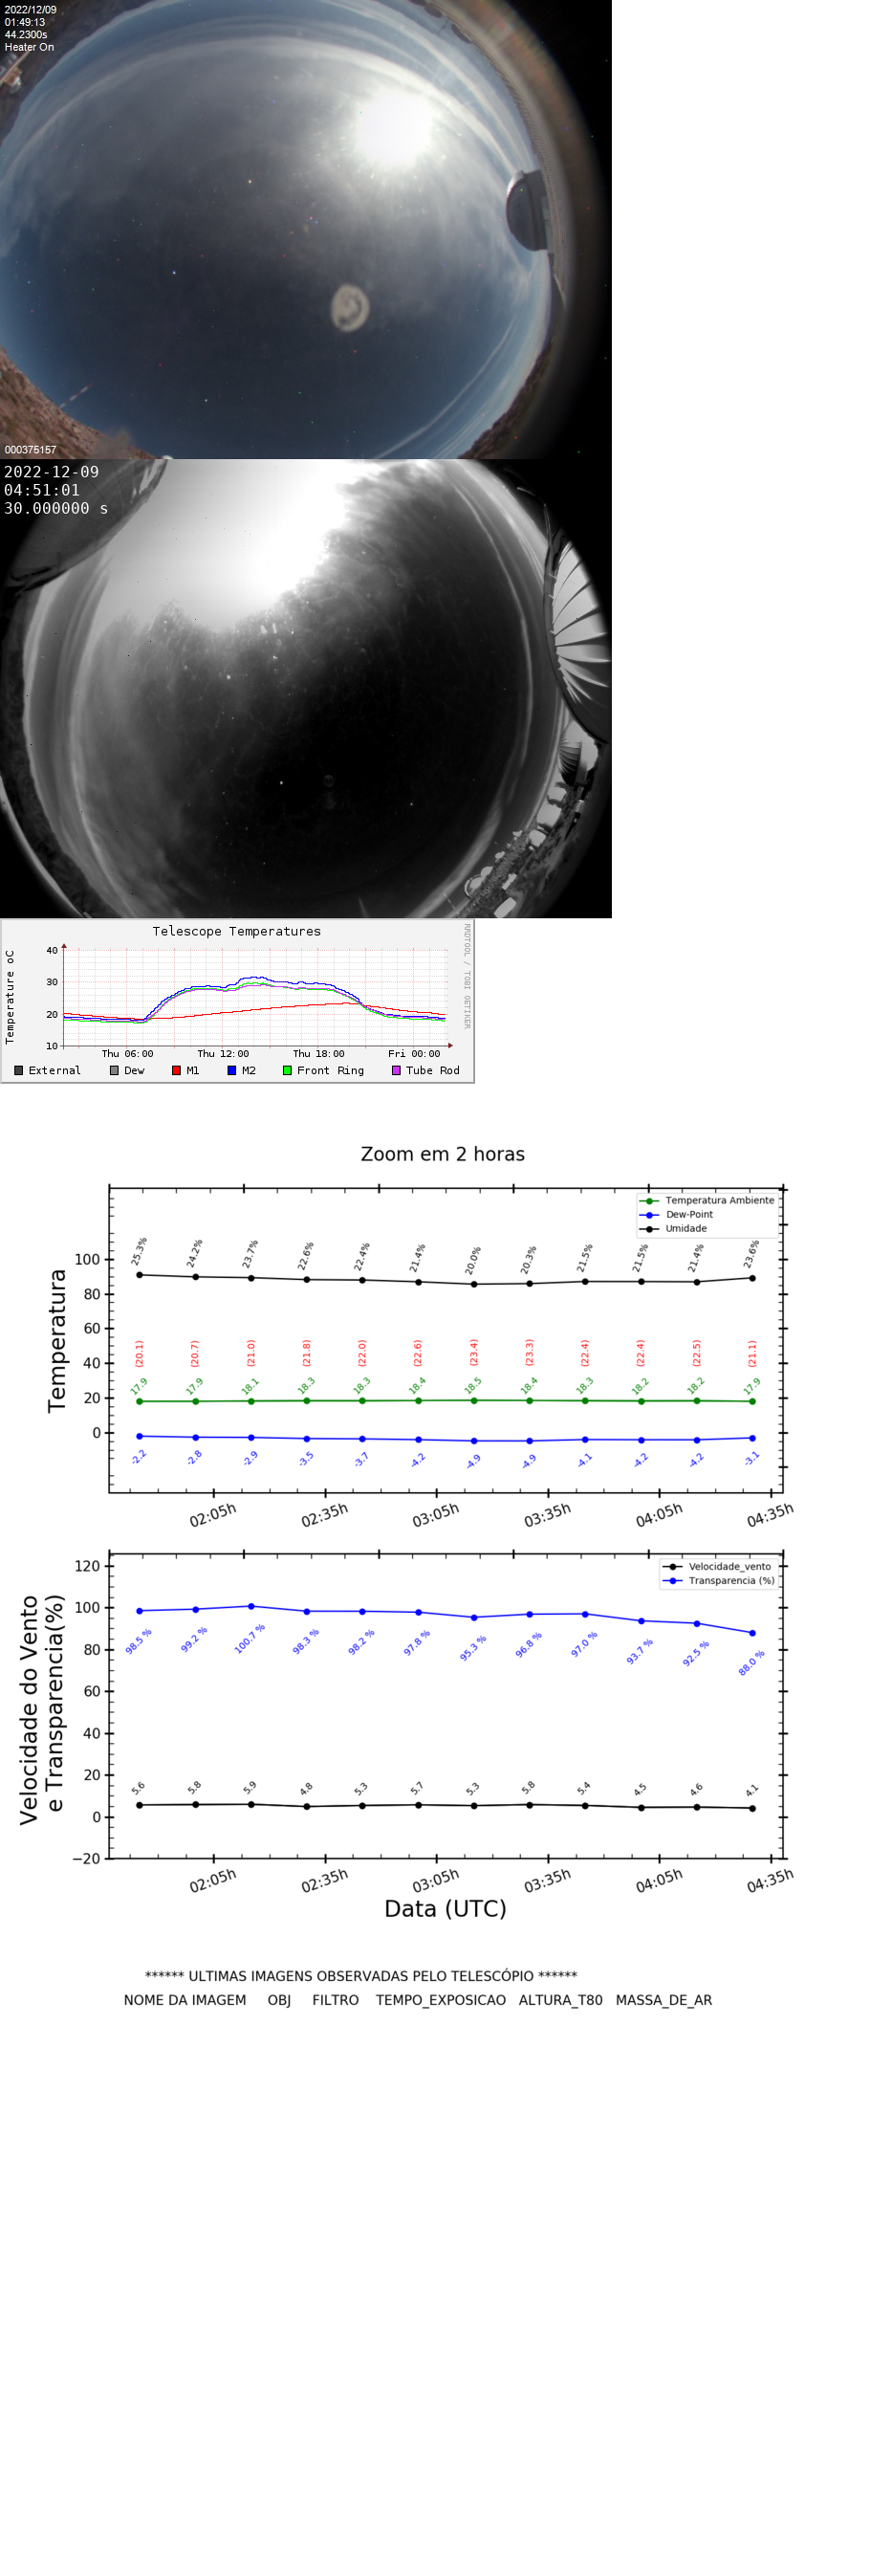 2022/12/09
01:49:13
44.2300s
Heater On
000375157
2022-12-09
04:51:01
30.000000 s
Telescope Temperatures
RRDTOOL / TOBI OETIKER
Temperature oC
40
30
20
10
Thu 06:00 Thu 12:00 Thu 18:00 Fri 00:00
External Dew M1 M2 Front Ring Tube Rod
Zoom em 2 horas
Temperatura Ambiente
Dew-Point
Umidade
Temperatura
100
80
60
40
20
0
25.3% 24.2% 23.7% 22.6% 22.4% 21.4% 20.0% 20.3% 21.5% 21.5% 21.4% 23.6%
(20.1) (20.7) (21.0) (21.8) (22.0) (22.6) (23.4) (23.3) (22.4) (22.4) (22.5) (21.1)
17.9 17.9 18.1 18.3 18.3 18.4 18.5 18.4 18.3 18.2 18.2 17.9
-2.2 -2.8 -2.9 -3.5 -3.7 -4.2 -4.9 -4.9 -4.1 -4.2 -4.2 -3.1
02:05h 02:35h 03:05h 03:35h 04:05h 04:35h
Velocidade_vento
Transparencia (%)
Velocidade do Vento
e Transparencia(%)
120
100
80
60
40
20
0
−20
98.5 % 99.2 % 100.7 % 98.3 % 98.2 % 97.8 % 95.3 % 96.8 % 97.0 % 93.7 % 92.5 % 88.0 %
5.6 5.8 5.9 4.8 5.3 5.7 5.3 5.8 5.4 4.5 4.6 4.1
02:05h 02:35h 03:05h 03:35h 04:05h 04:35h
Data (UTC)
****** ULTIMAS IMAGENS OBSERVADAS PELO TELESCÓPIO ******
NOME DA IMAGEM OBJ FILTRO TEMPO_EXPOSICAO ALTURA_T80 MASSA_DE_AR